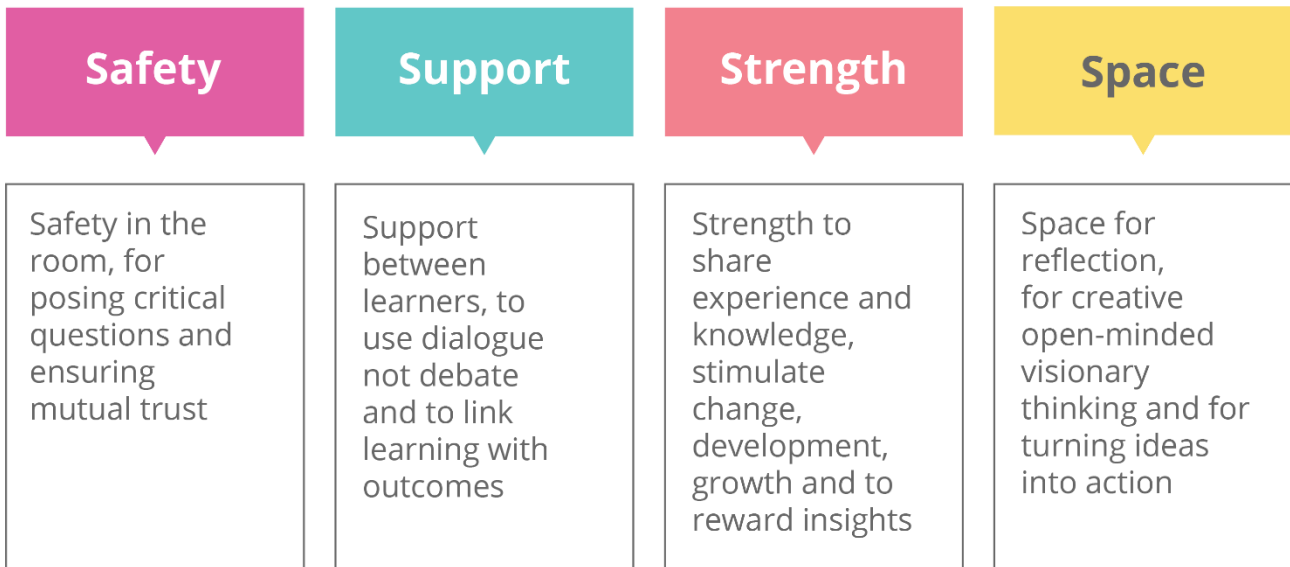 Safety
Safety in the
room, for
posing critical
questions and
ensuring
mutual trust
Support
Support
between
learners, to
use dialogue
not debate
and to link
learning with
outcomes
Strength
Strength to
share
experience and
knowledge,
stimulate
change,
development,
growth and to
reward insights
Space
Space for
reflection,
for creative
open-minded
visionary
thinking and for
turning ideas
into action